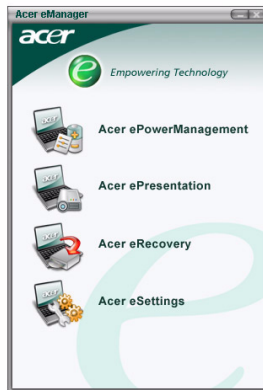 Acer eManager
acer
e Empowering Technology
Acer ePowerManagement
Acer ePresentation
Acer eRecovery
Acer eSettings